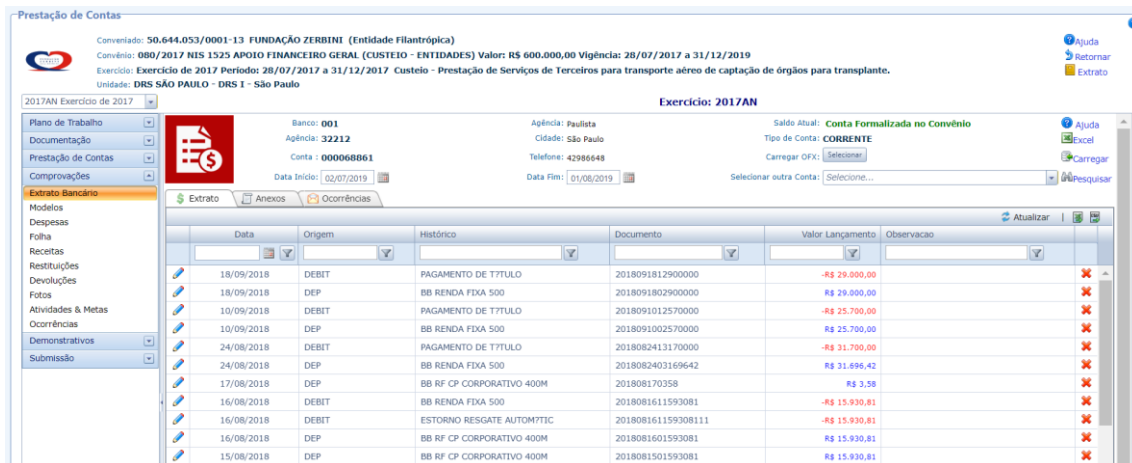 Prestação de Contas
Conveniado: 50.644.053/0001-13 FUNDAÇÃO ZERBINI (Entidade Filantrópica)
Convênio: 080/2017 NIS 1525 APOIO FINANCEIRO GERAL (CUSTEIO - ENTIDADES) Valor: R$ 600.000,00 Vigência: 28/07/2017 a 31/12/2019
Exercício: Exercício de 2017 Período: 28/07/2017 a 31/12/2017 Custeio - Prestação de Serviços de Terceiros para transporte aéreo de captação de órgãos para transplante.
Unidade: DRS SÃO PAULO - DRS I - São Paulo
Ajuda
Retornar
Extrato
2017AN Exercício de 2017
Exercício: 2017AN
Plano de Trabalho
Documentação
Prestação de Contas
Comprovações
Extrato Bancário
Modelos
Despesas
Folha
Receitas
Restituições
Devoluções
Fotos
Atividades & Metas
Ocorrências
Demonstrativos
Submissão
Banco: 001 Agência: Paulista Saldo Atual: Conta Formalizada no Convênio
Agência: 32212 Cidade: São Paulo Tipo de Conta: CORRENTE
Conta : 000068861 Telefone: 42986648 Carregar OFX: Selecionar
Data Início: 02/07/2019 Data Fim: 01/08/2019 Selecionar outra Conta: Selecione...
Ajuda
Excel
Carregar
Pesquisar
Extrato Anexos Ocorrências
Atualizar
Data Origem Histórico Documento Valor Lançamento Observacao
18/09/2018 DEBIT PAGAMENTO DE T?TULO 2018091812900000 -R$ 29.000,00
18/09/2018 DEP BB RENDA FIXA 500 2018091802900000 R$ 29.000,00
10/09/2018 DEBIT PAGAMENTO DE T?TULO 2018091012570000 -R$ 25.700,00
10/09/2018 DEP BB RENDA FIXA 500 2018091002570000 R$ 25.700,00
24/08/2018 DEBIT PAGAMENTO DE T?TULO 2018082413170000 -R$ 31.700,00
24/08/2018 DEP BB RENDA FIXA 500 2018082403169642 R$ 31.696,42
17/08/2018 DEP BB RF CP CORPORATIVO 400M 201808170358 R$ 3,58
16/08/2018 DEBIT BB RENDA FIXA 500 2018081611593081 -R$ 15.930,81
16/08/2018 DEBIT ESTORNO RESGATE AUTOM?TIC 20180816115930​8111 -R$ 15.930,81
16/08/2018 DEP BB RF CP CORPORATIVO 400M 2018081601593081 R$ 15.930,81
15/08/2018 DEP BB RF CP CORPORATIVO 400M 2018081501593081 R$ 15.930,81